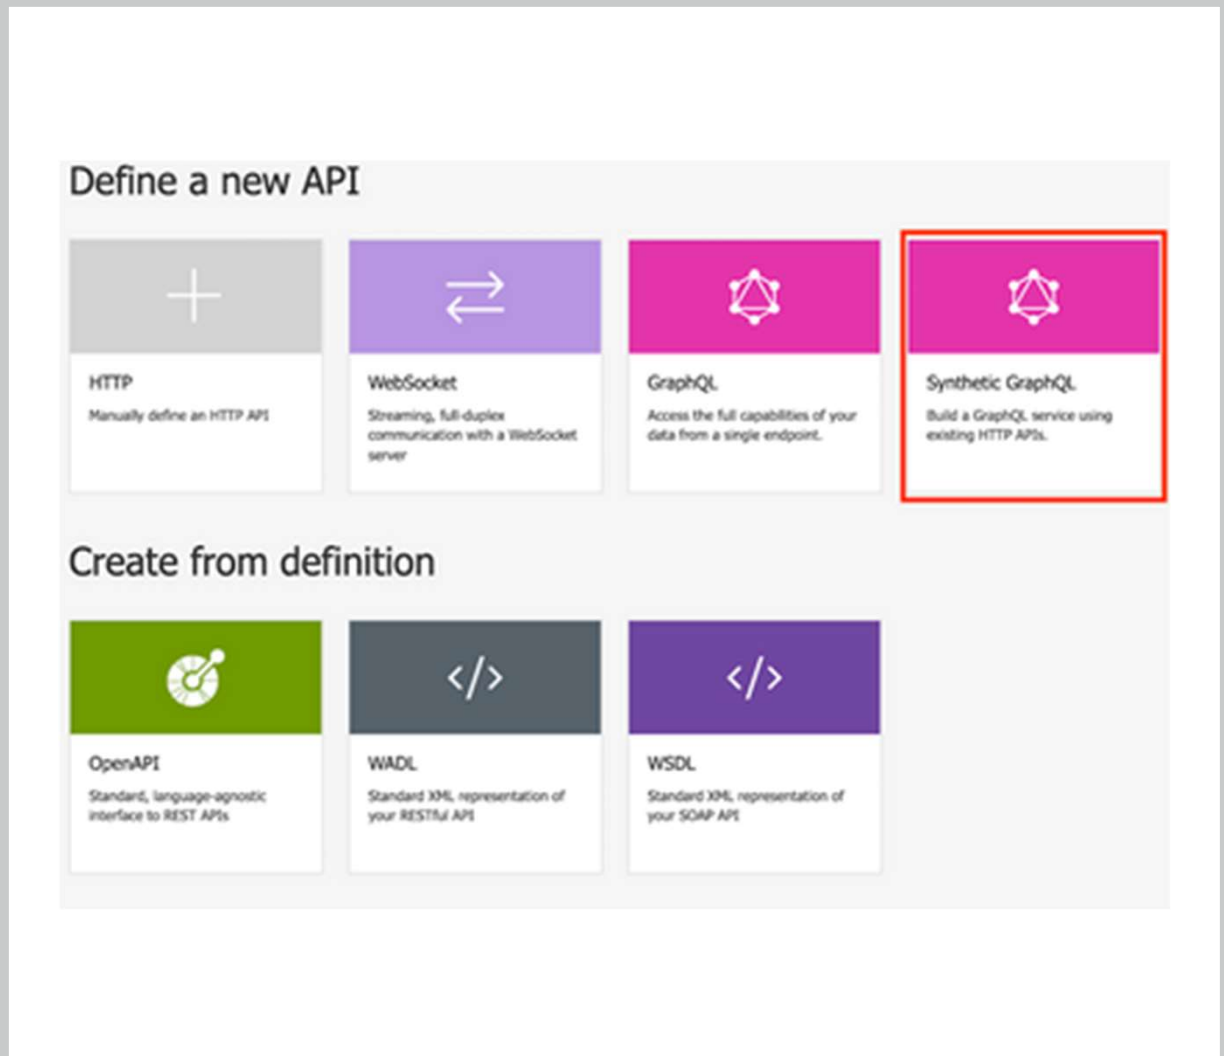 Define a new API
HTTP
Manually define an HTTP API
WebSocket
Streaming, full-duplex
communication with a WebSocket
server
GraphQL
Access the full capabilities of your
data from a single endpoint.
Synthetic GraphQL
Build a GraphQL service using
existing HTTP APIs.
Create from definition
OpenAPI
Standard, language-agnostic
interface to REST APIs
WADL
Standard XML representation of
your RESTful API
WSDL
Standard XML representation of
your SOAP API